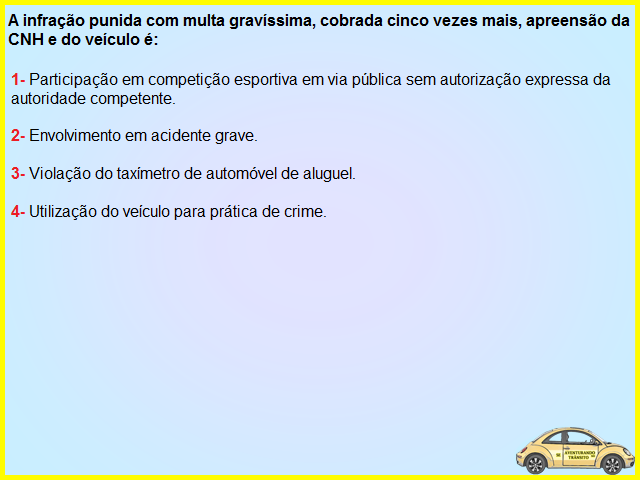 A infração punida com multa gravíssima, cobrada cinco vezes mais, apreensão da
CNH e do veículo é:
1- Participação em competição esportiva em via pública sem autorização expressa da
autoridade competente.
2- Envolvimento em acidente grave.
3- Violação do taxímetro de automóvel de aluguel.
4- Utilização do veículo para prática de crime.
AVENTURANDO
TRÂNSITO